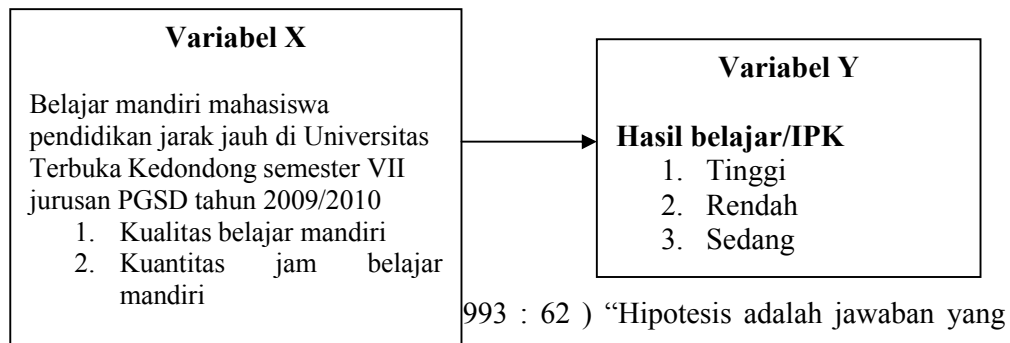 Variabel X
Belajar mandiri mahasiswa
pendidikan jarak jauh di Universitas
Terbuka Kedondong semester VII
jurusan PGSD tahun 2009/2010
1. Kualitas belajar mandiri
2. Kuantitas jam belajar
mandiri
Variabel Y
Hasil belajar/IPK
1. Tinggi
2. Rendah
3. Sedang
993 : 62 ) “Hipotesis adalah jawaban yang